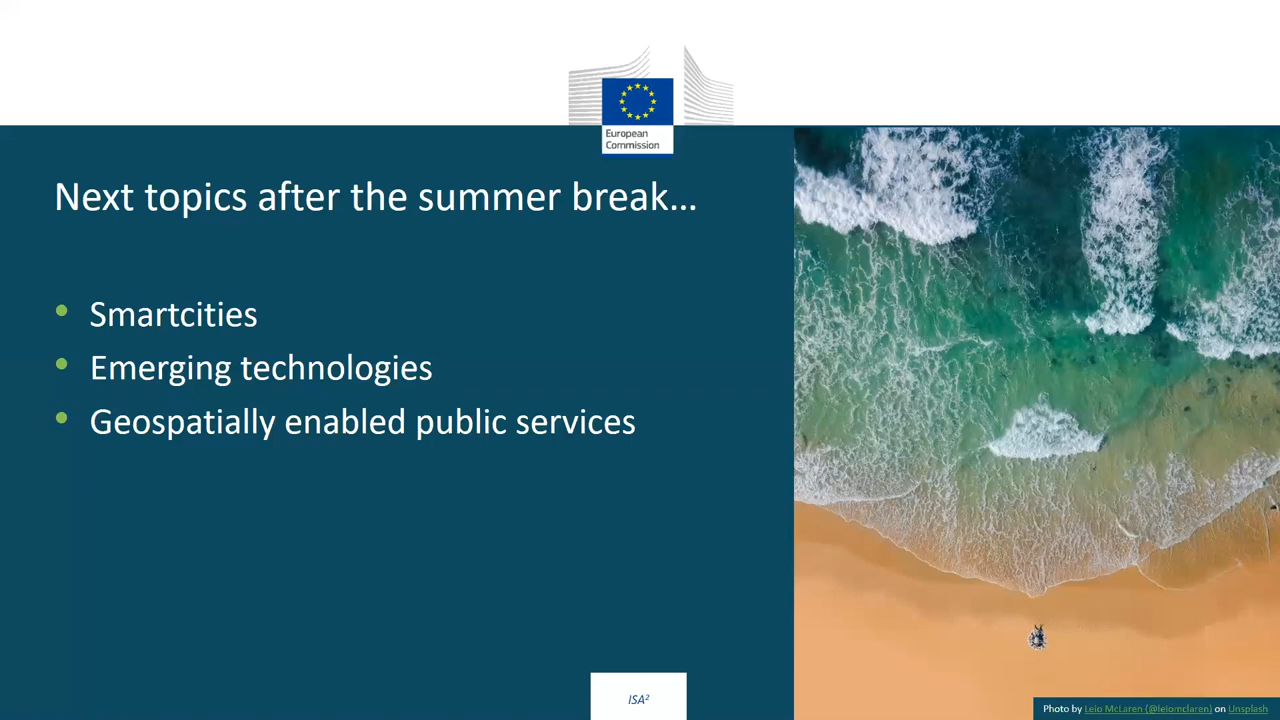 European
Commission
Next topics after the summer break…
• Smartcities
• Emerging technologies
• Geospatially enabled public services
ISA²
Photo by Leio McLaren (@leiomclaren) on Unsplash